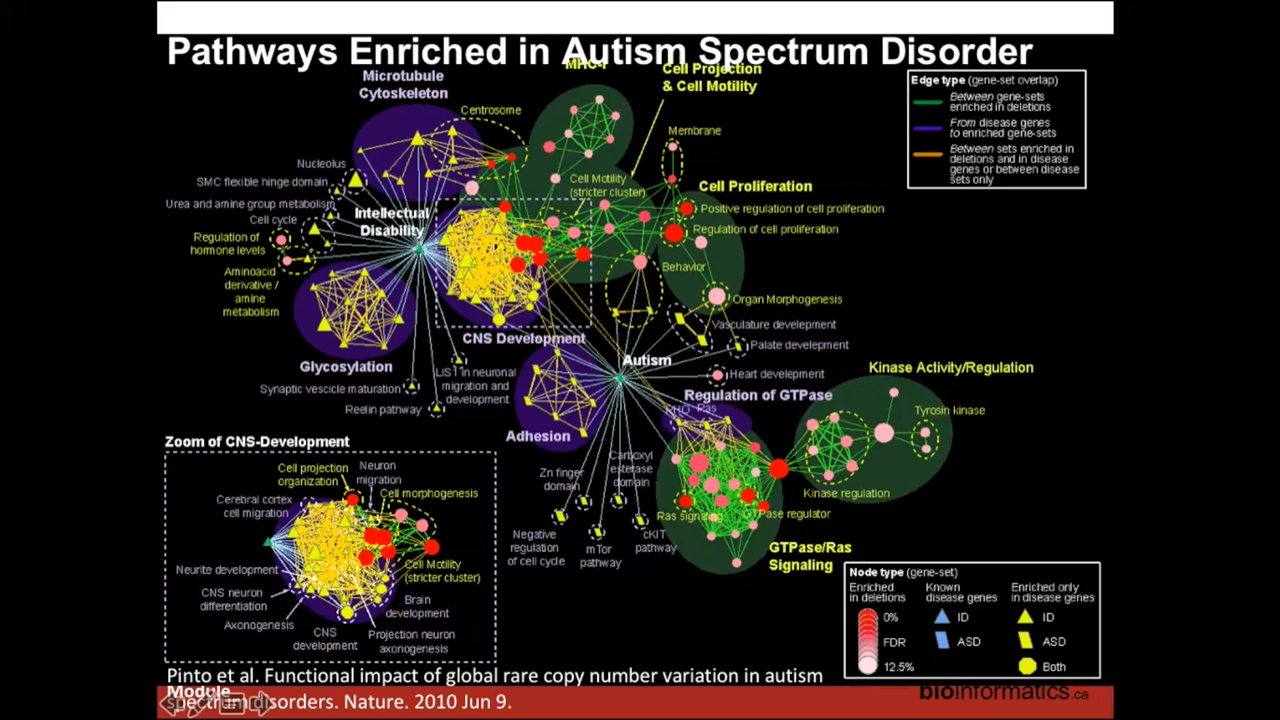 Pathways Enriched in Autism Spectrum Disorder
Microtubule
Cytoskeleton
MHC-I
Cell Projection
& Cell Motility
Centrosome
Membrane
Nucleolus
SMC flexible hinge domain
Urea and amine group metabolism
Cell cycle
Regulation of
hormone levels
Aminoacid
derivative /
amine
metabolism
Intellectual
Disability
Cell Motility
(stricter cluster)
Cell Proliferation
Positive regulation of cell proliferation
Regulation of cell proliferation
Behavior
Organ Morphogenesis
Vasculature develpment
Palate develpment
Heart develpment
CNS Development
Autism
Glycosylation
Synaptic vescicle maturation
Reelin pathway
LIS1 in neuronal
migration and
development
Adhesion
Regulation of GTPase
RHO Ras
Kinase Activity/Regulation
Tyrosin kinase
Kinase regulation
Zn finger
domain
Carboxyl
esterase
domain
Negative
regulation
of cell cycle
mTor
pathway
cKIT
pathway
Ras signaling
GTPase regulator
GTPase/Ras
Signaling
Edge type (gene-set overlap)
Between gene-sets
enriched in deletions
From disease genes
to enriched gene-sets
Between sets enriched in
deletions and in disease
genes or between disease
sets only
Zoom of CNS-Development
Cell projection
organization
Neuron
migration
Cell morphogenesis
Cerebral cortex
cell migration
Neurite development
CNS neuron
differentiation
Axonogenesis
CNS
development
Projection neuron
axonogenesis
Brain
development
Cell Motility
(stricter cluster)
Node type (gene-set)
Enriched
in deletions
0%
FDR
12.5%
Known
disease genes
ID
ASD
Enriched only
in disease genes
ID
ASD
Both
Pinto et al. Functional impact of global rare copy number variation in autism
spectrum disorders. Nature. 2010 Jun 9.
Module
bioinformatics.ca